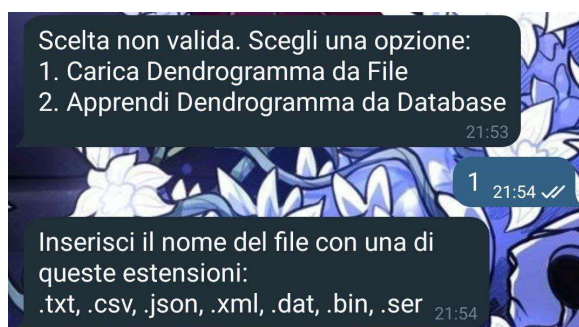 Scelta non valida. Scegli una opzione:
1. Carica Dendrogramma da File
2. Apprendi Dendrogramma da Database
21:53
1 21:54
Inserisci il nome del file con una di
queste estensioni:
.txt, .csv, .json, .xml, .dat, .bin, .ser 21:54